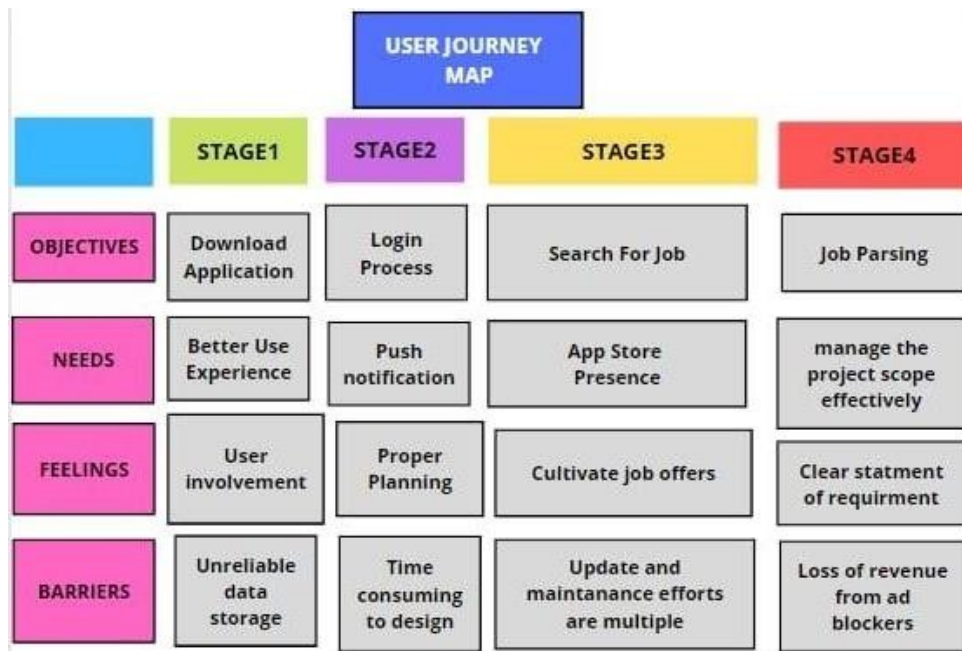 USER JOURNEY
MAP
STAGE1
STAGE2
STAGE3
STAGE4
OBJECTIVES
Download
Application
Login
Process
Search For Job
Job Parsing
NEEDS
Better Use
Experience
Push
notification
App Store
Presence
manage the
project scope
effectively
FEELINGS
User
involvement
Proper
Planning
Cultivate job offers
Clear statment
of requirment
BARRIERS
Unreliable
data
storage
Time
consuming
to design
Update and
maintanance efforts
are multiple
Loss of revenue
from ad
blockers